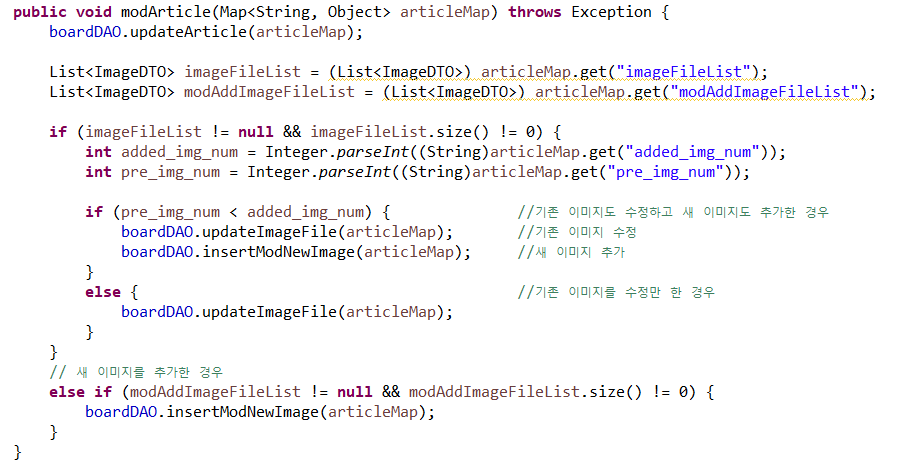 public void modArticle(Map<String, Object> articleMap) throws Exception {
boardDAO.updateArticle(articleMap);
List<ImageDTO> imageFileList = (List<ImageDTO>) articleMap.get("imageFileList");
List<ImageDTO> modAddImageFileList = (List<ImageDTO>) articleMap.get("modAddImageFileList");
if (imageFileList != null && imageFileList.size() != 0) {
int added_img_num = Integer.parseInt((String)articleMap.get("added_img_num"));
int pre_img_num = Integer.parseInt((String)articleMap.get("pre_img_num"));
if (pre_img_num < added_img_num) { //기존 이미지도 수정하고 새 이미지도 추가한 경우
boardDAO.updateImageFile(articleMap); //기존 이미지 수정
boardDAO.insertModNewImage(articleMap); //새 이미지 추가
}
else { //기존 이미지를 수정만 한 경우
boardDAO.updateImageFile(articleMap);
}
}
// 새 이미지를 추가한 경우
else if (modAddImageFileList != null && modAddImageFileList.size() != 0) {
boardDAO.insertModNewImage(articleMap);
}
}